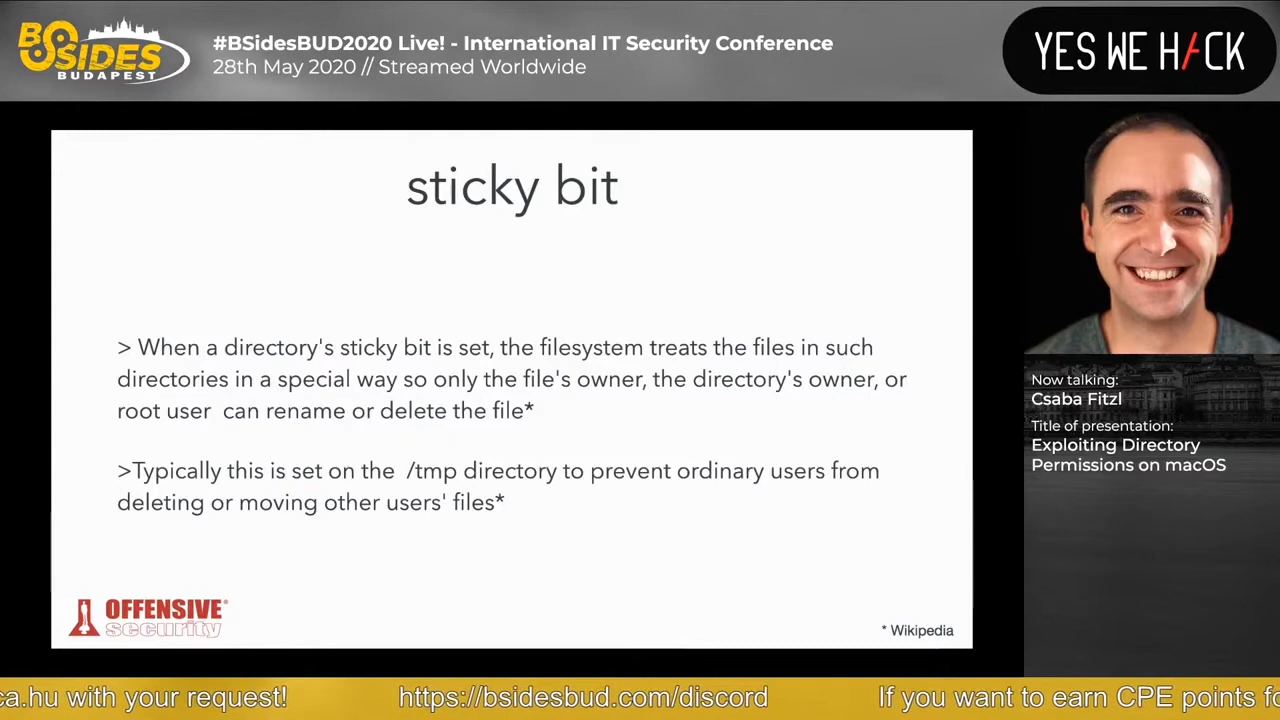 BSIDES
BUDAPEST
#BSidesBUD2020 Live! - International IT Security Conference
28th May 2020 // Streamed Worldwide
YES WE H/CK
sticky bit
> When a directory's sticky bit is set, the filesystem treats the files in such
directories in a special way so only the file's owner, the directory's owner, or
root user can rename or delete the file*
>Typically this is set on the /tmp directory to prevent ordinary users from
deleting or moving other users' files*
OFFENSIVE®
security
* Wikipedia
Now talking:
Csaba Fitzl
Title of presentation:
Exploiting Directory
Permissions on macOS
ca.hu with your request! https://bsidesbud.com/discord If you want to earn CPE points fo